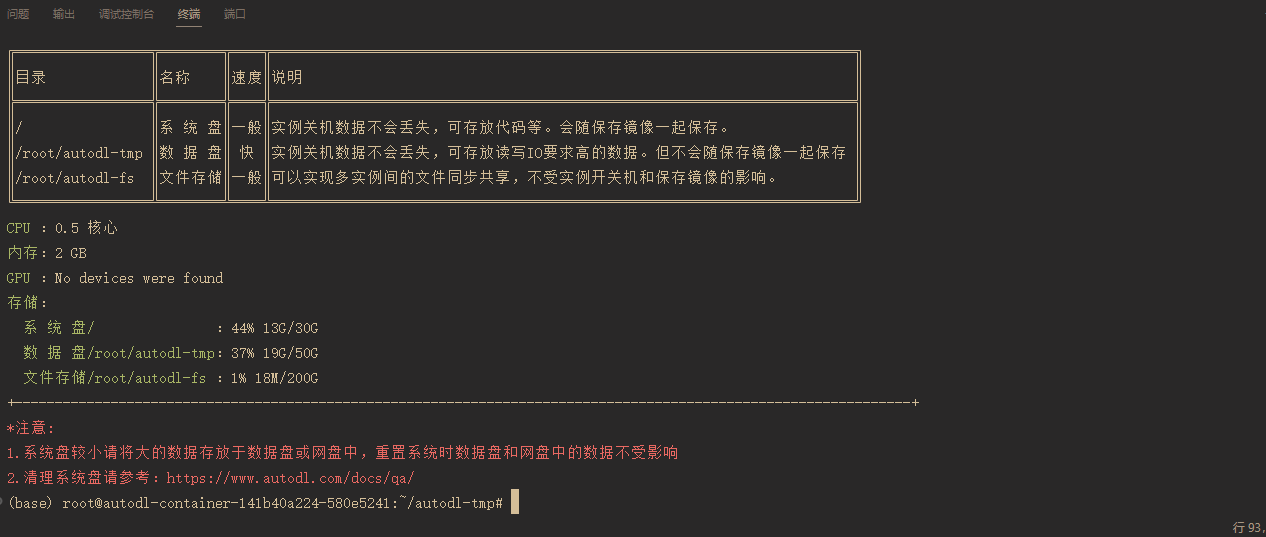 问题 输出 调试控制台 终端 端口
目录 名称 速度 说明
/ 系 统 盘 一般 实例关机数据不会丢失，可存放代码等。会随保存镜像一起保存。
/root/autodl-tmp 数 据 盘 快 实例关机数据不会丢失，可存放读写IO要求高的数据。但不会随保存镜像一起保存
/root/autodl-fs 文件存储 一般 可以实现多实例间的文件同步共享，不受实例开关机和保存镜像的影响。
CPU ：0.5 核心
内存：2 GB
GPU ：No devices were found
存储：
系 统 盘/ ：44% 13G/30G
数 据 盘/root/autodl-tmp：37% 19G/50G
文件存储/root/autodl-fs ：1% 18M/200G
+----------------------------------------------------------------------------------------------------------------+
*注意:
1.系统盘较小请将大的数据存放于数据盘或网盘中，重置系统时数据盘和网盘中的数据不受影响
2.清理系统盘请参考：https://www.autodl.com/docs/qa/
(base) root@autodl-container-141b40a224-580e5241:~/autodl-tmp#
行 93,